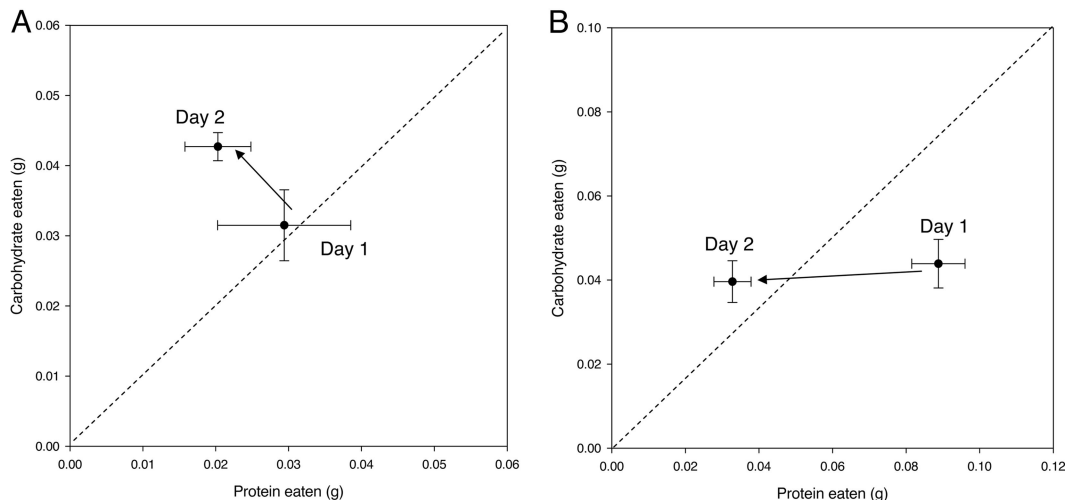 A
0.06
0.05
0.04
0.03
0.02
0.01
0.00
Carbohydrate eaten (g)
Day 2
Day 1
0.00 0.01 0.02 0.03 0.04 0.05 0.06
Protein eaten (g)
B
0.10
0.08
0.06
0.04
0.02
0.00
Carbohydrate eaten (g)
Day 1
Day 2
0.00 0.02 0.04 0.06 0.08 0.10 0.12
Protein eaten (g)